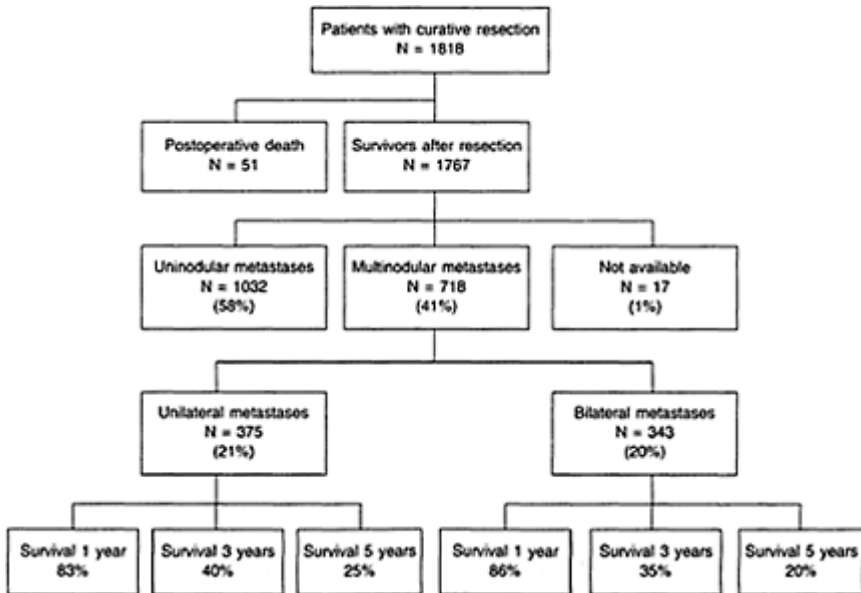 Patients with curative resection
N = 1818
Postoperative death
N = 51
Survivors after resection
N = 1767
Uninodular metastases
N = 1032
(58%)
Multinodular metastases
N = 718
(41%)
Not available
N = 17
(1%)
Unilateral metastases
N = 375
(21%)
Bilateral metastases
N = 343
(20%)
Survival 1 year
83%
Survival 3 years
40%
Survival 5 years
25%
Survival 1 year
86%
Survival 3 years
35%
Survival 5 years
20%